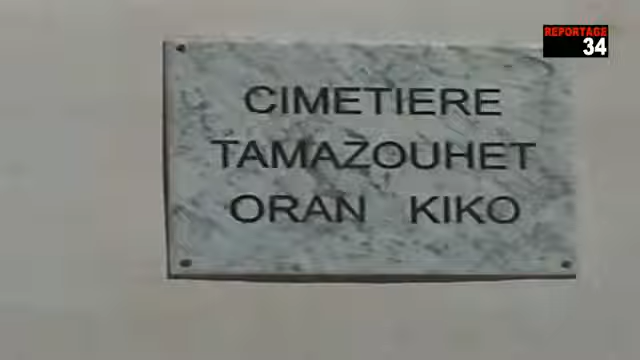 REPORTAGE
34
CIMETIERE
TAMAZOUHET
ORAN KIKO